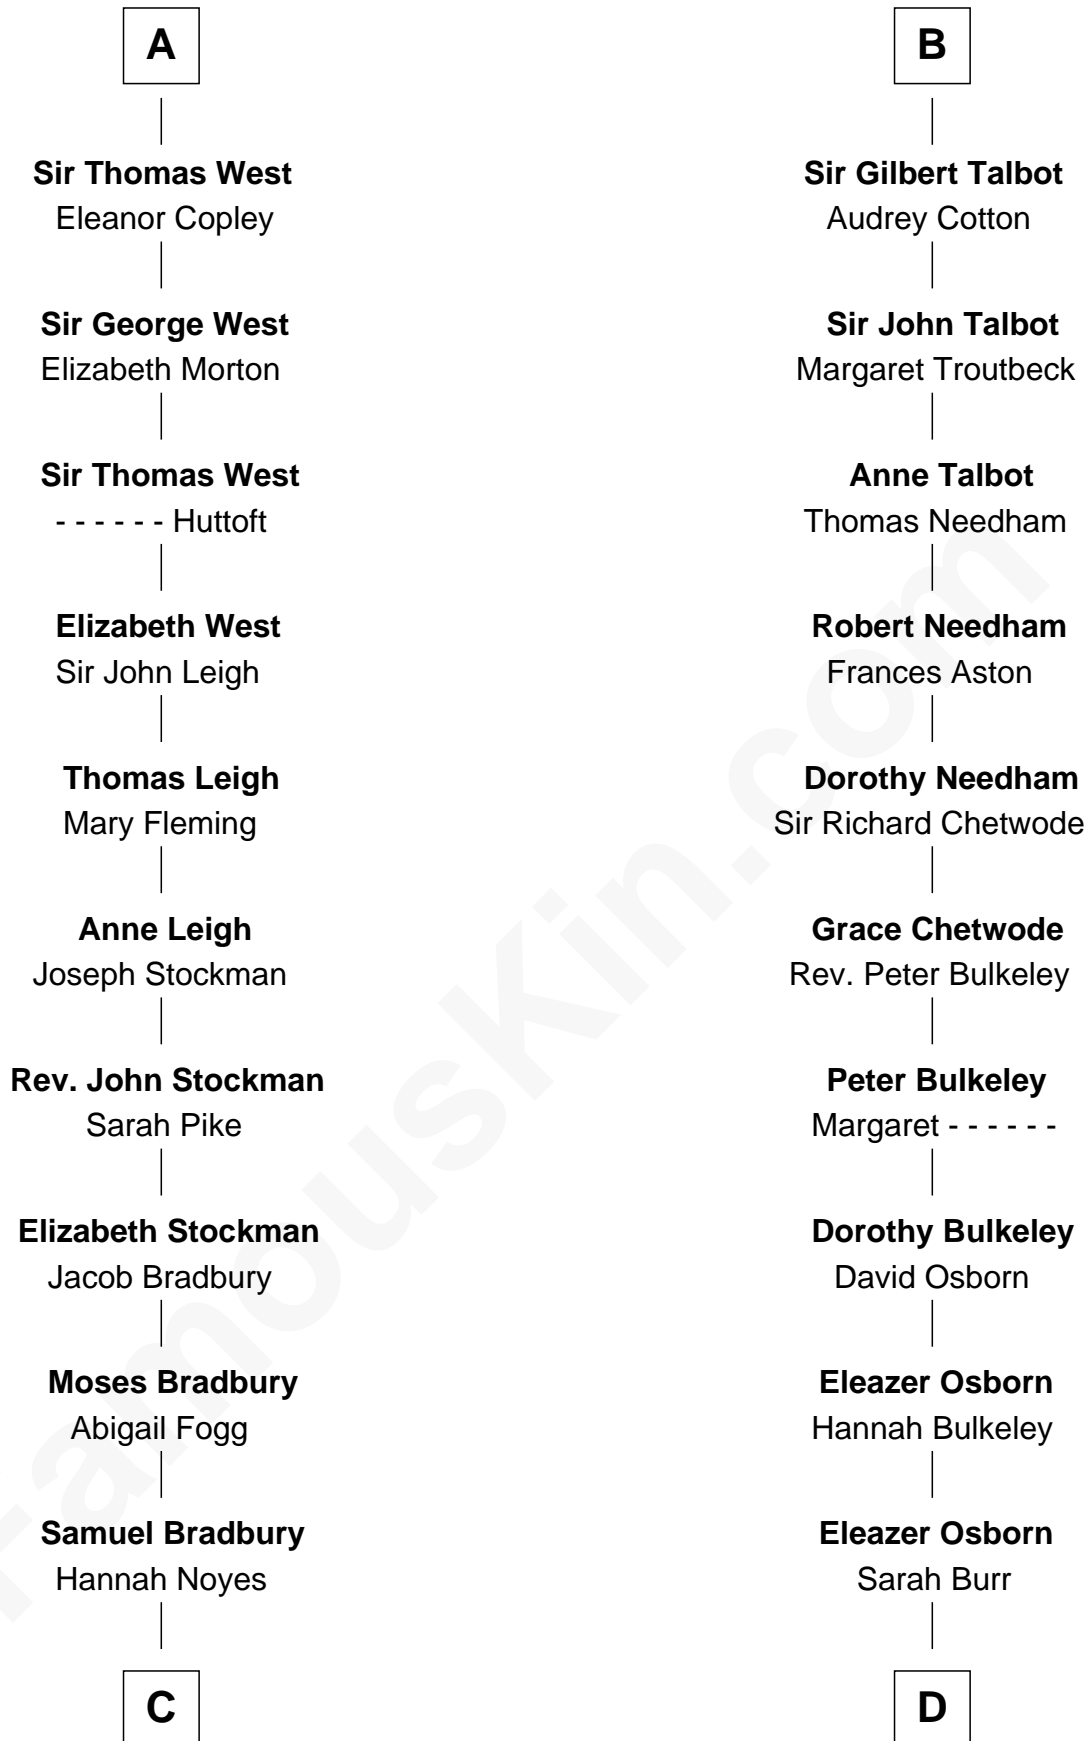 A
Sir Thomas West
Eleanor Copley
Sir George West
Elizabeth Morton
Sir Thomas West
- - - - - - Huttoft
Elizabeth West
Sir John Leigh
Thomas Leigh
Mary Fleming
Anne Leigh
Joseph Stockman
Rev. John Stockman
Sarah Pike
Elizabeth Stockman
Jacob Bradbury
Moses Bradbury
Abigail Fogg
Samuel Bradbury
Hannah Noyes
C
B
Sir Gilbert Talbot
Audrey Cotton
Sir John Talbot
Margaret Troutbeck
Anne Talbot
Thomas Needham
Robert Needham
Frances Aston
Dorothy Needham
Sir Richard Chetwode
Grace Chetwode
Rev. Peter Bulkeley
Peter Bulkeley
Margaret - - - - - -
Dorothy Bulkeley
David Osborn
Eleazer Osborn
Hannah Bulkeley
Eleazer Osborn
Sarah Burr
D
FamousKin.com